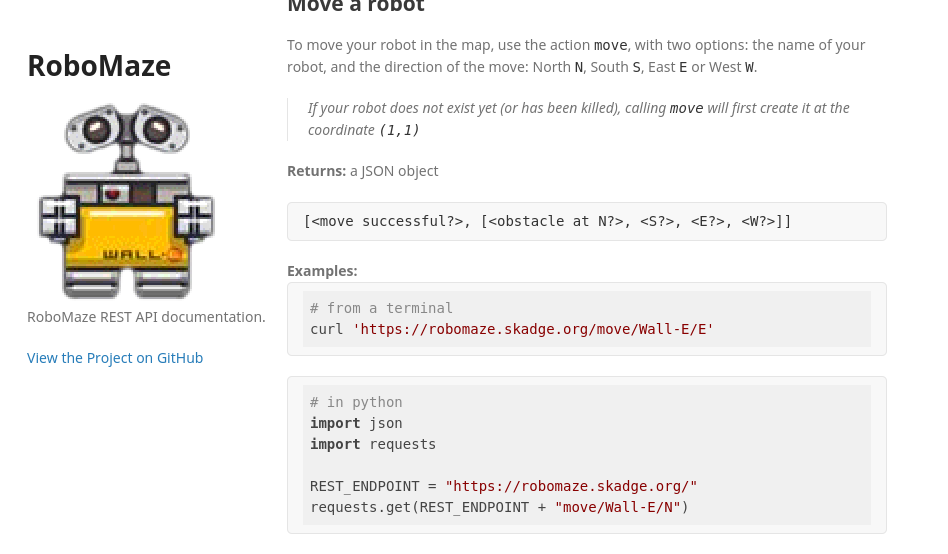 Move a robot
RoboMaze
To move your robot in the map, use the action move, with two options: the name of your
robot, and the direction of the move: North N, South S, East E or West W.
If your robot does not exist yet (or has been killed), calling move will first create it at the
coordinate (1,1)
Returns: a JSON object
[<move successful?>, [<obstacle at N?>, <S?>, <E?>, <W?>]]
WALL·
RoboMaze REST API documentation.
View the Project on GitHub
Examples:
# from a terminal
curl 'https://robomaze.skadge.org/move/Wall-E/E'
# in python
import json
import requests
REST_ENDPOINT = "https://robomaze.skadge.org/"
requests.get(REST_ENDPOINT + "move/Wall-E/N")